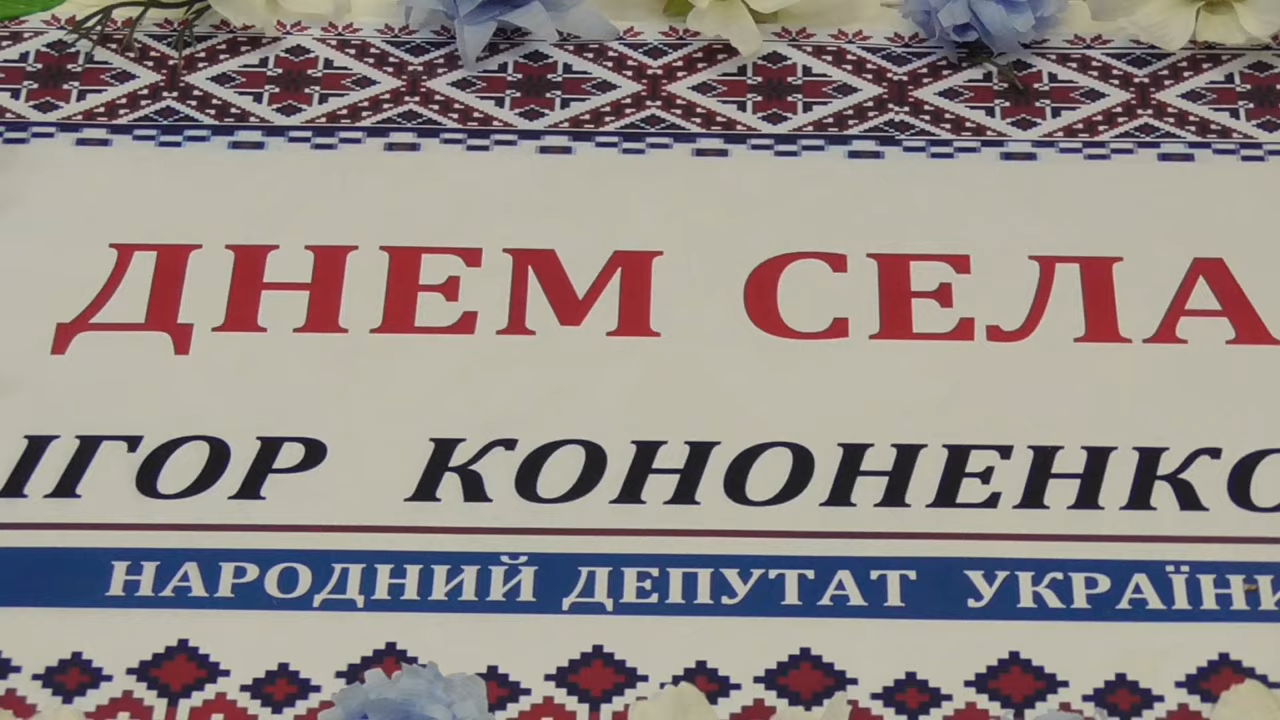 ДНЕМ СЕЛА
ІГОР КОНОНЕНКО
НАРОДНИЙ ДЕПУТАТ УКРАЇНИ